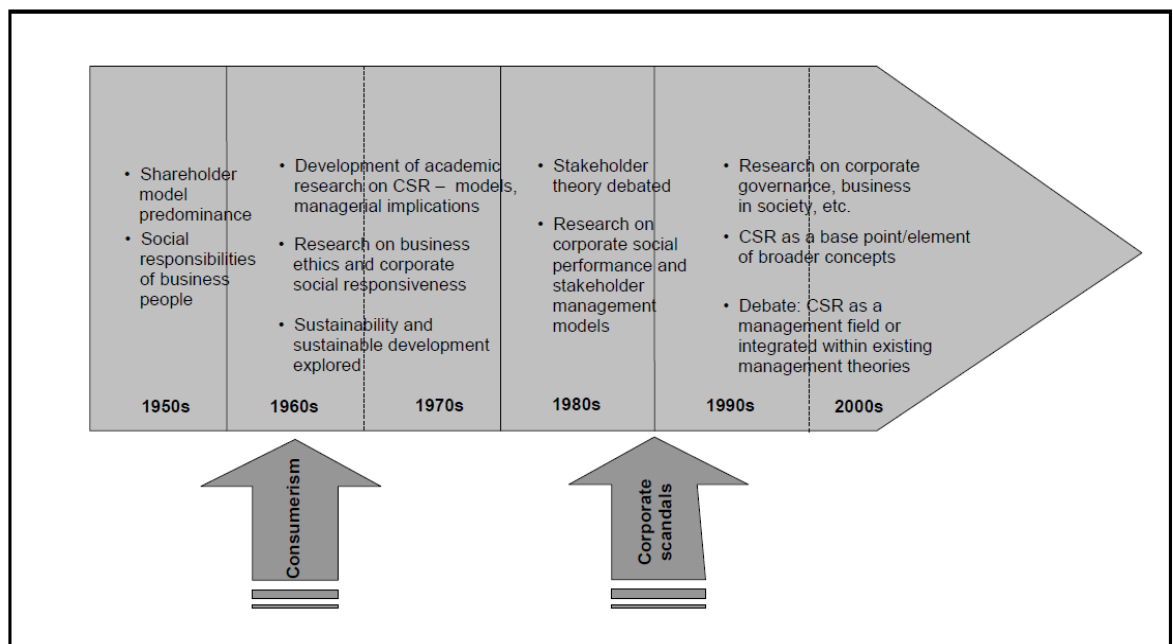 • Shareholder
model
predominance
• Social
responsibilities
of business
people
• Development of academic
research on CSR – models,
managerial implications
• Research on business
ethics and corporate
social responsiveness
• Sustainability and
sustainable development
explored
• Stakeholder
theory debated
• Research on
corporate social
performance and
stakeholder
management
models
• Research on corporate
governance, business
in society, etc.
• CSR as a base point/element
of broader concepts
• Debate: CSR as a
management field or
integrated within existing
management theories
1950s
1960s
1970s
1980s
1990s
2000s
Consumerism
Corporate
scandals